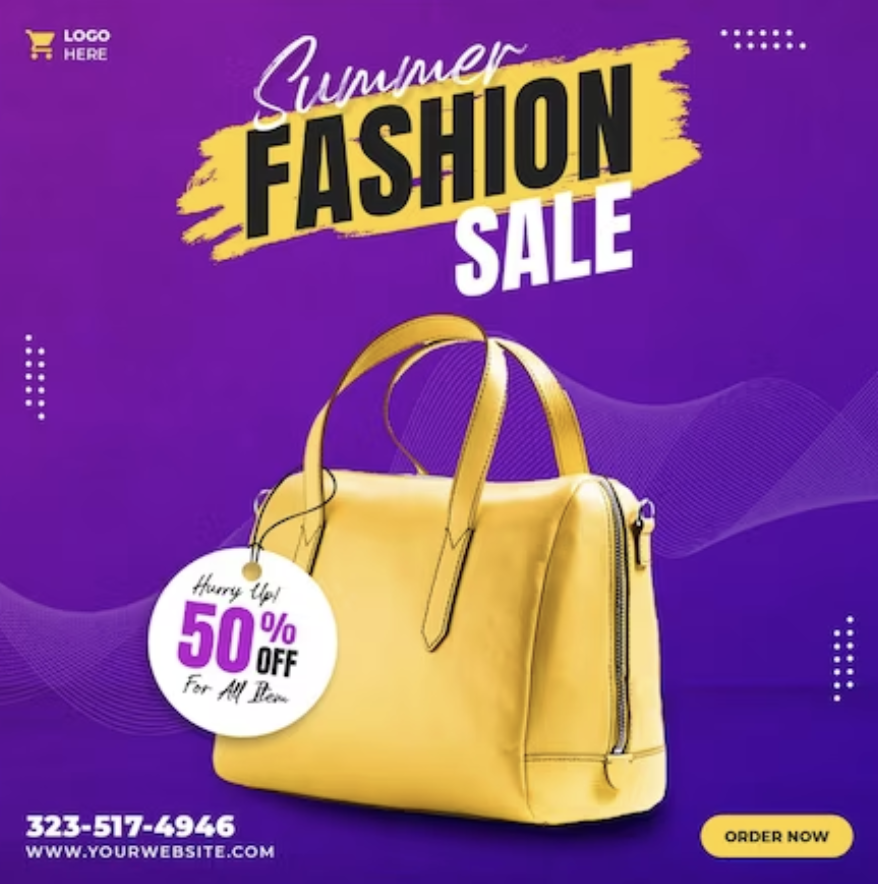 LOGO
HERE
Summer
FASHION
SALE
Hurry Up!
50%
OFF
For All Item
323-517-4946
WWW.YOURWEBSITE.COM
ORDER NOW